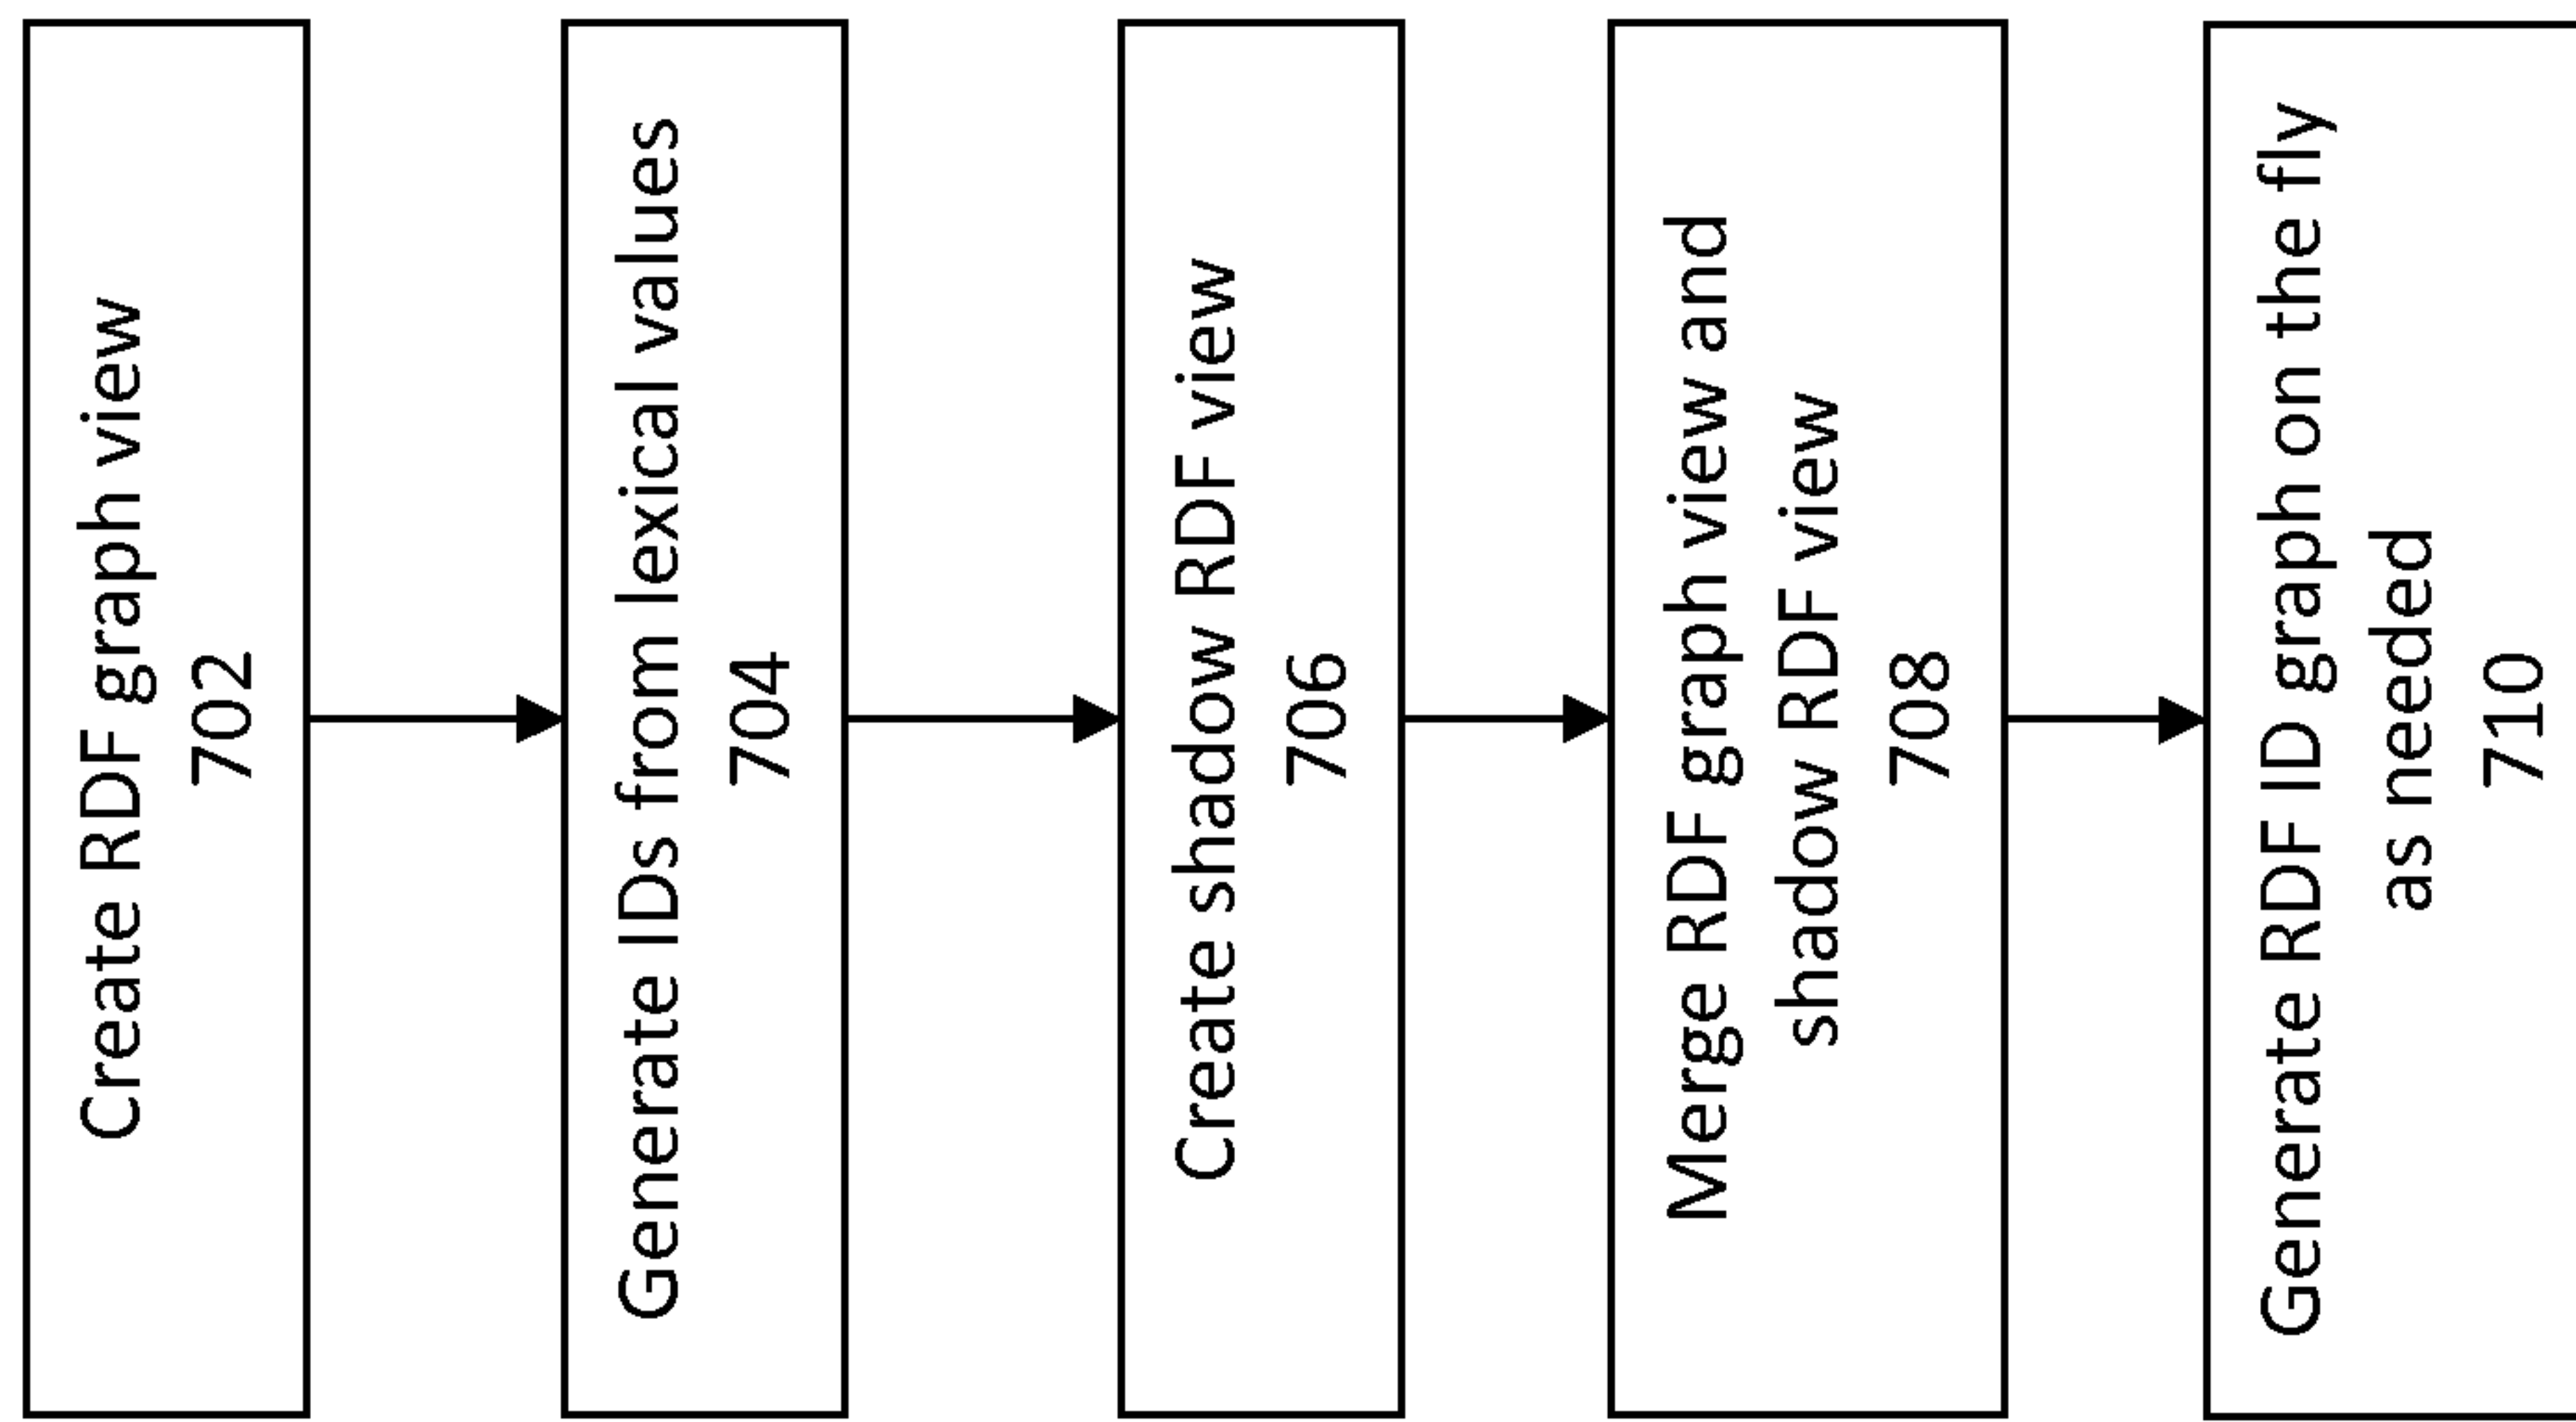 Create RDF graph view
702
Generate IDs from lexical values
704
Create shadow RDF view
706
Merge RDF graph view and
shadow RDF view
708
Generate RDF ID graph on the fly
as needed
710